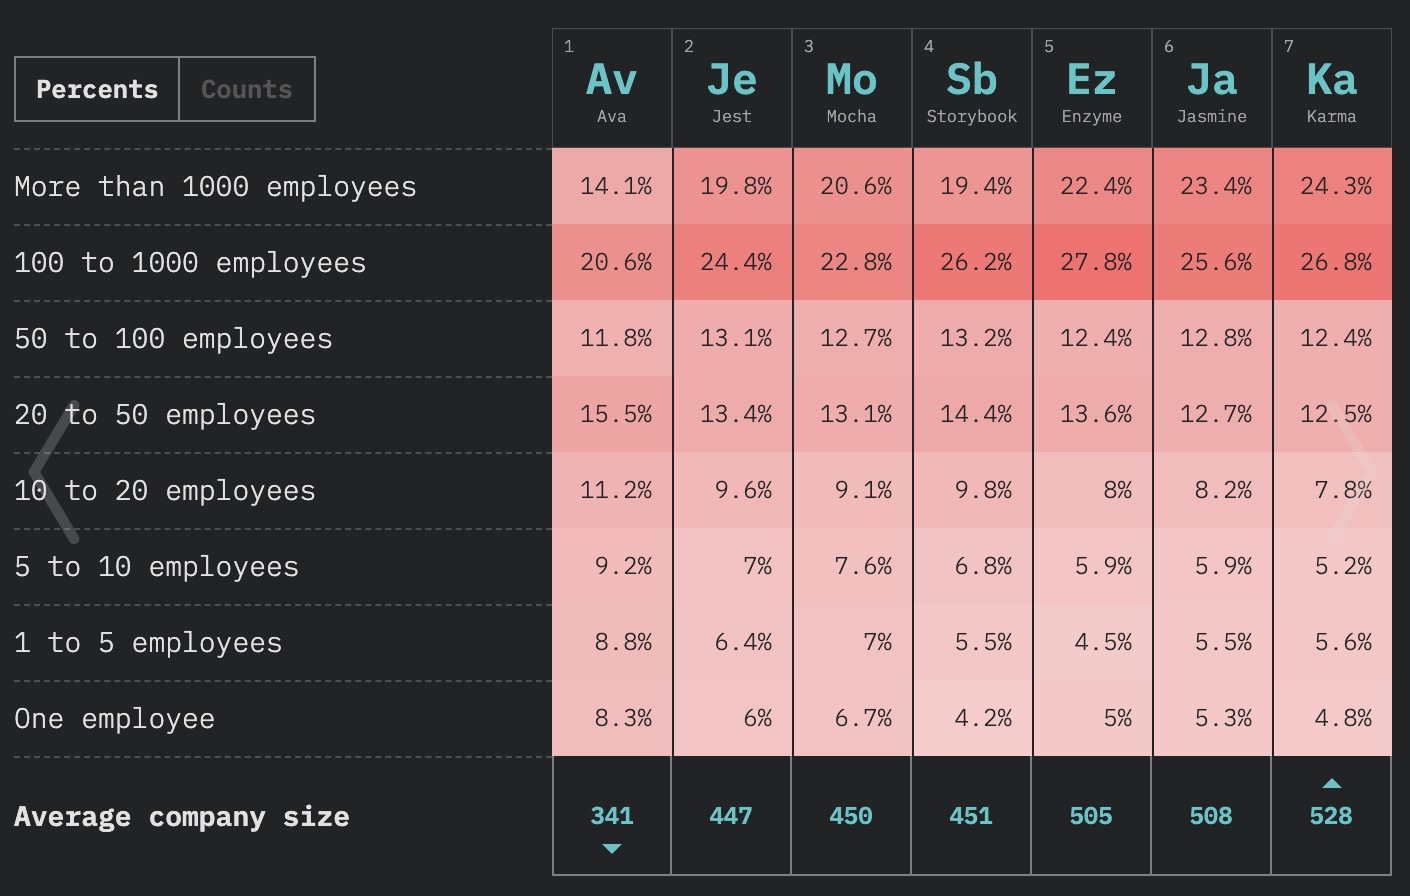 Percents Counts
1 2 3 4 5 6 7
Av Je Mo Sb Ez Ja Ka
Ava Jest Mocha Storybook Enzyme Jasmine Karma
More than 1000 employees 14.1% 19.8% 20.6% 19.4% 22.4% 23.4% 24.3%
100 to 1000 employees 20.6% 24.4% 22.8% 26.2% 27.8% 25.6% 26.8%
50 to 100 employees 11.8% 13.1% 12.7% 13.2% 12.4% 12.8% 12.4%
20 to 50 employees 15.5% 13.4% 13.1% 14.4% 13.6% 12.7% 12.5%
10 to 20 employees 11.2% 9.6% 9.1% 9.8% 8% 8.2% 7.8%
5 to 10 employees 9.2% 7% 7.6% 6.8% 5.9% 5.9% 5.2%
1 to 5 employees 8.8% 6.4% 7% 5.5% 4.5% 5.5% 5.6%
One employee 8.3% 6% 6.7% 4.2% 5% 5.3% 4.8%
Average company size 341 447 450 451 505 508 528